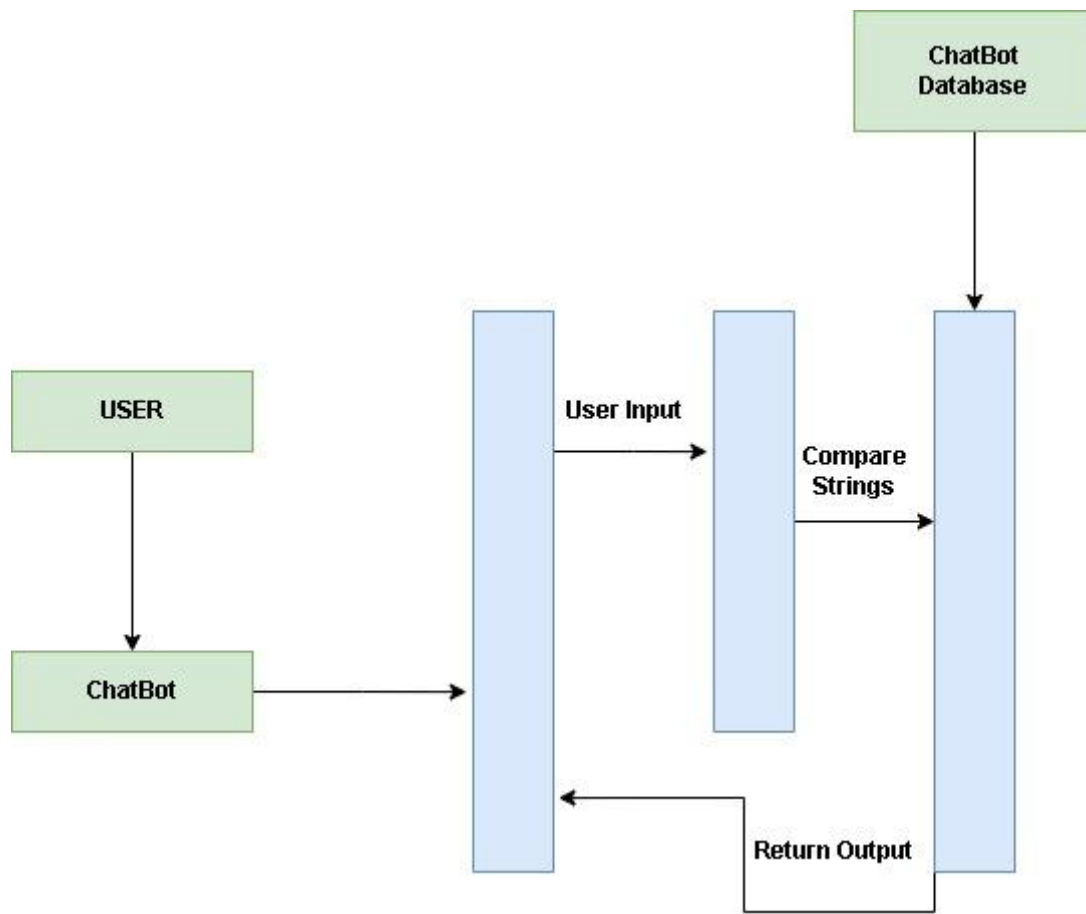 ChatBot
Database
USER
User Input
Compare
Strings
ChatBot
Return Output